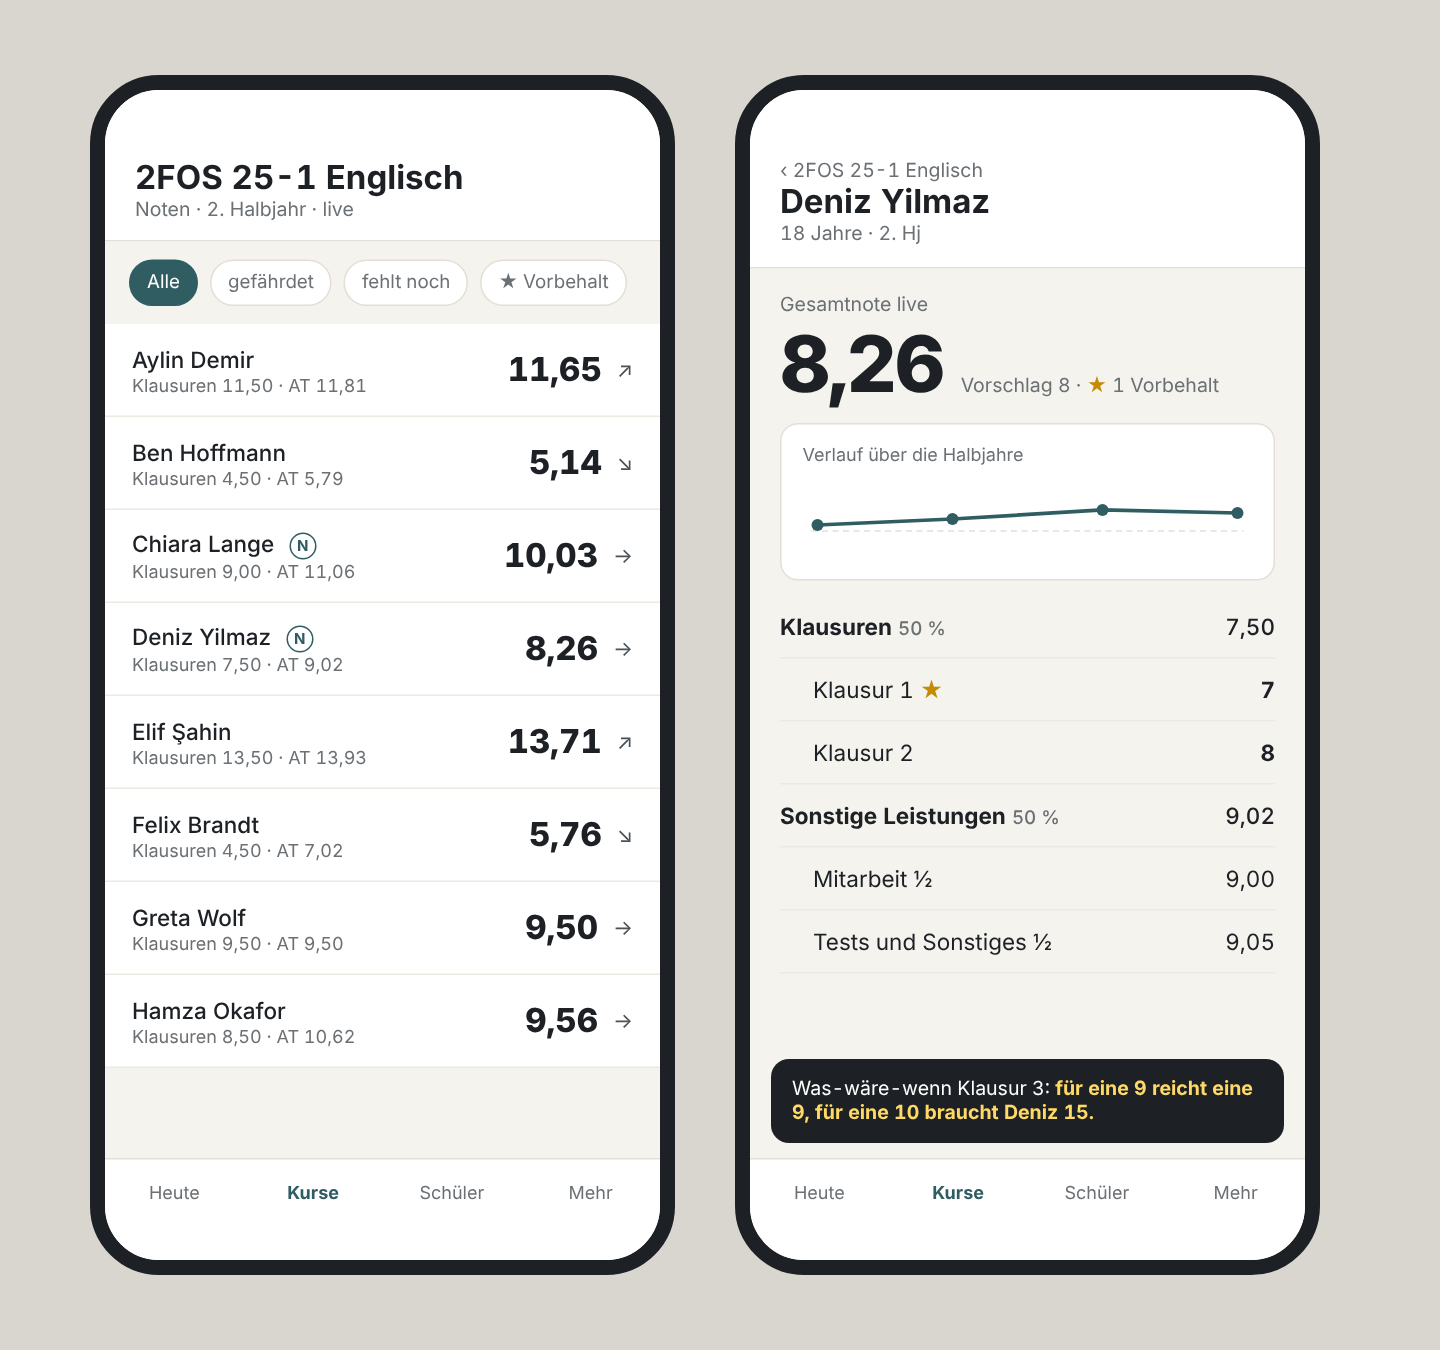 2FOS 25-1 Englisch
Noten · 2. Halbjahr · live
Alle
gefährdet
fehlt noch
★ Vorbehalt
Aylin Demir
11,65 ↗
Klausuren 11,50 · AT 11,81
Ben Hoffmann
5,14 ↘
Klausuren 4,50 · AT 5,79
Chiara Lange N
10,03 →
Klausuren 9,00 · AT 11,06
Deniz Yilmaz N
8,26 →
Klausuren 7,50 · AT 9,02
Elif Şahin
13,71 ↗
Klausuren 13,50 · AT 13,93
Felix Brandt
5,76 ↘
Klausuren 4,50 · AT 7,02
Greta Wolf
9,50 →
Klausuren 9,50 · AT 9,50
Hamza Okafor
9,56 →
Klausuren 8,50 · AT 10,62
Heute
Kurse
Schüler
Mehr
‹ 2FOS 25-1 Englisch
Deniz Yilmaz
18 Jahre · 2. Hj
Gesamtnote live
8,26 Vorschlag 8 · ★ 1 Vorbehalt
Verlauf über die Halbjahre
Klausuren 50 % 7,50
Klausur 1 ★ 7
Klausur 2 8
Sonstige Leistungen 50 % 9,02
Mitarbeit ½ 9,00
Tests und Sonstiges ½ 9,05
Was-wäre-wenn Klausur 3: für eine 9 reicht eine
9, für eine 10 braucht Deniz 15.
Heute
Kurse
Schüler
Mehr